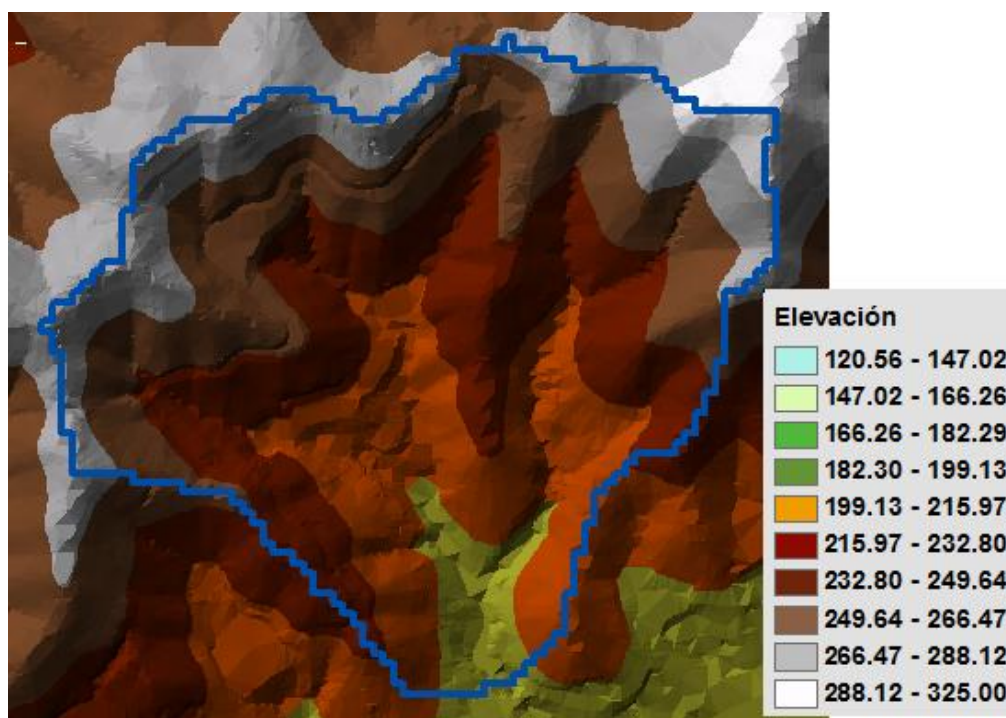 Elevación
120.56 - 147.02
147.02 - 166.26
166.26 - 182.29
182.30 - 199.13
199.13 - 215.97
215.97 - 232.80
232.80 - 249.64
249.64 - 266.47
266.47 - 288.12
288.12 - 325.00